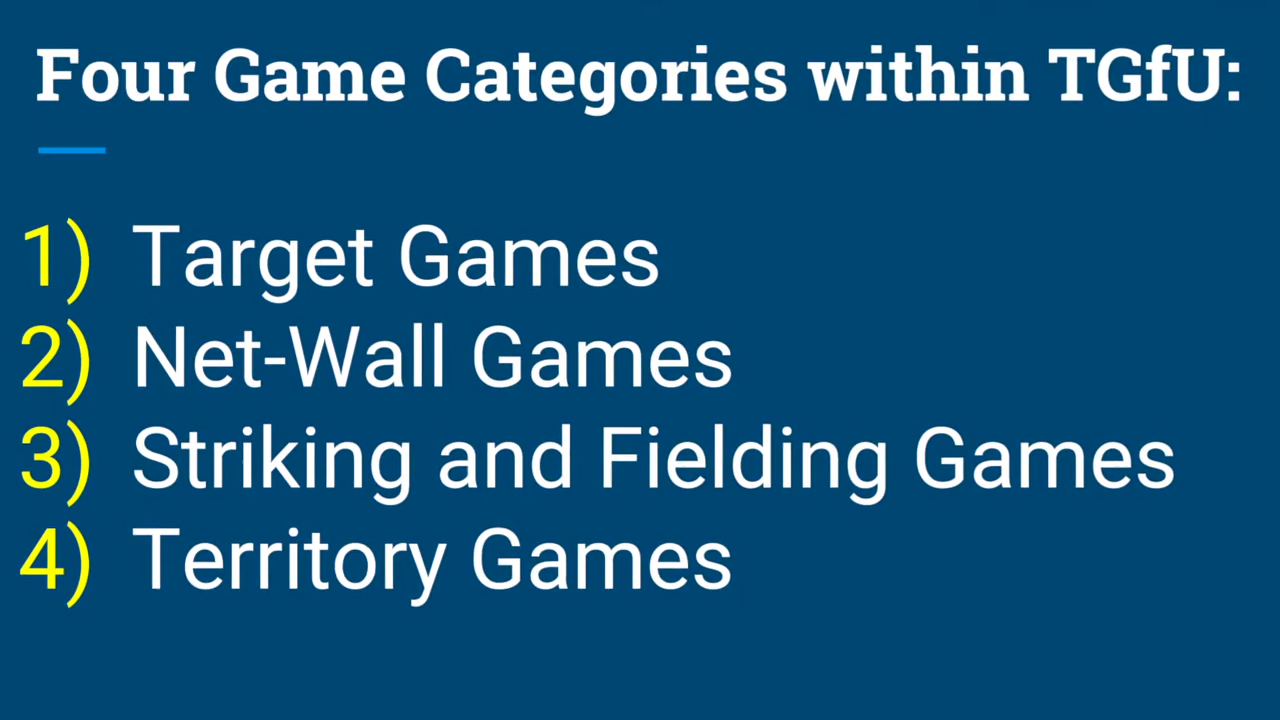 Four Game Categories within TGfU:
1) Target Games
2) Net-Wall Games
3) Striking and Fielding Games
4) Territory Games